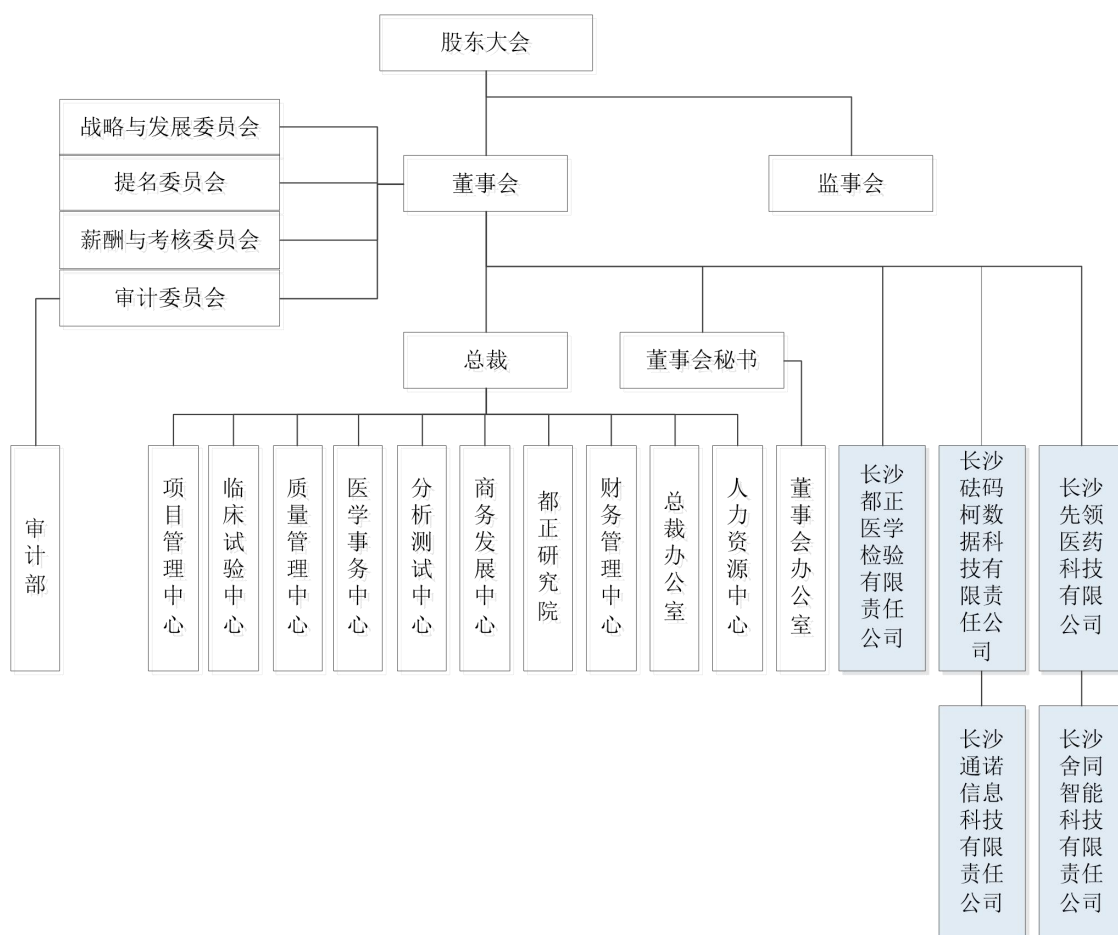 股东大会
战略与发展委员会
提名委员会
薪酬与考核委员会
审计委员会
董事会
监事会
总裁
董事会秘书
审计部
项目管理中心
临床试验中心
质量管理中心
医学事务中心
分析测试中心
商务发展中心
都正研究院
财务管理中心
总裁办公室
人力资源中心
董事会办公室
长沙
都正
医学
检验
有限
责任
公司
长沙
砝码
柯数
据科
技有
限责
任公
司
长沙
先领
医药
科技
有限
公司
长沙
通诺
信息
科技
有限
责任
公司
长沙
舍同
智能
科技
有限
责任
公司